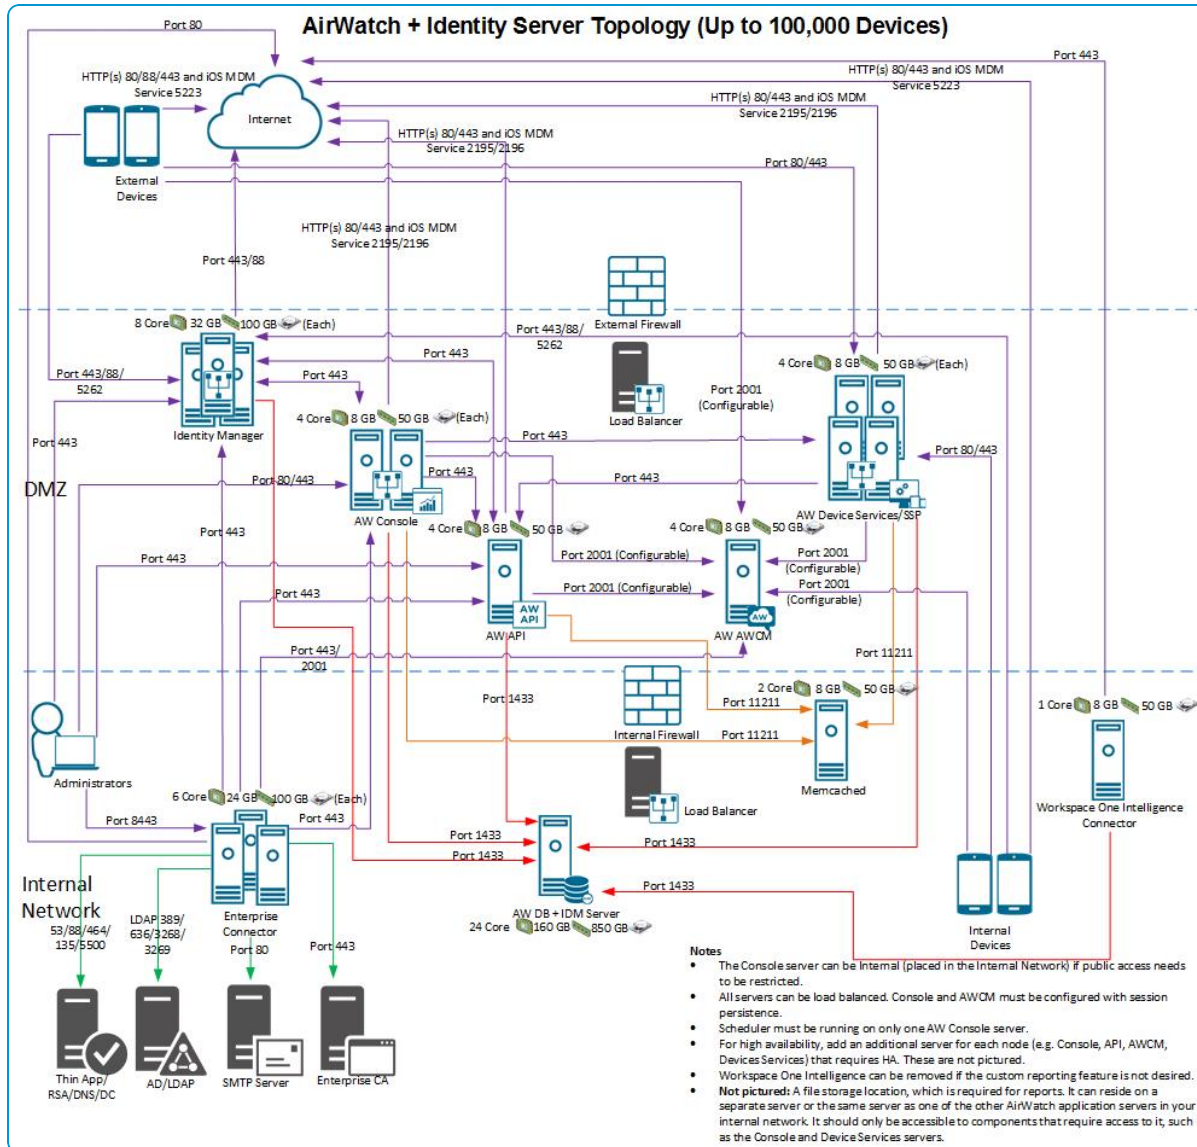 AirWatch + Identity Server Topology (Up to 100,000 Devices)
Port 80
Port 443
HTTP(s) 80/88/443 and iOS MDM
Service 5223
HTTP(s) 80/443 and iOS MDM
Service 5223
HTTP(s) 80/443 and iOS MDM
Service 2195/2196
Internet
HTTP(s) 80/443 and iOS MDM
Service 2195/2196
Port 80/443
External
Devices
HTTP(s) 80/443 and iOS MDM
Service 2195/2196
Port 443/88
8 Core 32 GB 100 GB (Each)
External Firewall
Port 443/88/
5262
Port 443
4 Core 8 GB 50 GB (Each)
Port 443/88/
5262
Port 443
Port 2001
(Configurable)
Load Balancer
4 Core 8 GB 50 GB (Each)
Identity Manager
Port 443
Port 443
Port 80/443
DMZ
Port 80/443
Port 443
Port 443
AW Console
AW Device Services/SSP
4 Core 8 GB 50 GB
4 Core 8 GB 50 GB
Port 443
Port 2001 (Configurable)
Port 2001
(Configurable)
Port 443
Port 2001 (Configurable)
Port 2001
(Configurable)
Port 443
AW
API
AW
AW API
AW AWCM
Port 443/
2001
Port 11211
2 Core 8 GB 50 GB
Port 1433
Port 11211
1 Core 8 GB 50 GB
Internal Firewall
Port 11211
Administrators
Memcached
6 Core 24 GB 100 GB (Each)
Load Balancer
Workspace One Intelligence
Connector
Port 8443
Port 443
Port 1433
Port 1433
Port 1433
Internal
Network
Port 1433
53/88/464/
135/5500
LDAP 389/
636/3268/
3269
Enterprise
Connector
AW DB + IDM Server
24 Core 160 GB 850 GB
Internal
Devices
Port 80
Port 443
Thin App/
RSA/DNS/DC
AD/LDAP
SMTP Server
Enterprise CA
Notes
• The Console server can be Internal (placed in the Internal Network) if public access needs
to be restricted.
• All servers can be load balanced. Console and AWCM must be configured with session
persistence.
• Scheduler must be running on only one AW Console server.
• For high availability, add an additional server for each node (e.g. Console, API, AWCM,
Devices Services) that requires HA. These are not pictured.
• Workspace One Intelligence can be removed if the custom reporting feature is not desired.
• Not pictured: A file storage location, which is required for reports. It can reside on a
separate server or the same server as one of the other AirWatch application servers in your
internal network. It should only be accessible to components that require access to it, such
as the Console and Device Services servers.